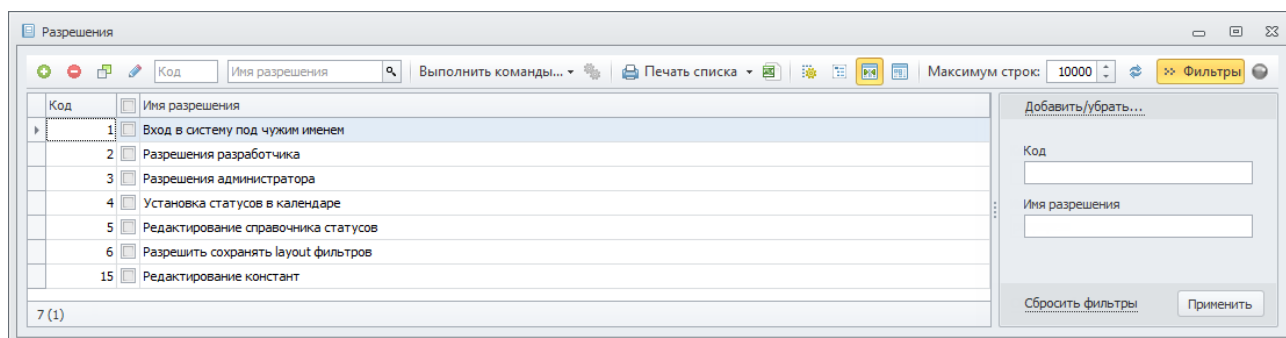 Разрешения
Код Имя разрешения Выполнить команды... Печать списка Максимум строк: 10000 Фильтры
Код Имя разрешения
1 Вход в систему под чужим именем
2 Разрешения разработчика
3 Разрешения администратора
4 Установка статусов в календаре
5 Редактирование справочника статусов
6 Разрешить сохранять layout фильтров
15 Редактирование констант
7 (1)
Добавить/убрать...
Код
Имя разрешения
Сбросить фильтры Применить